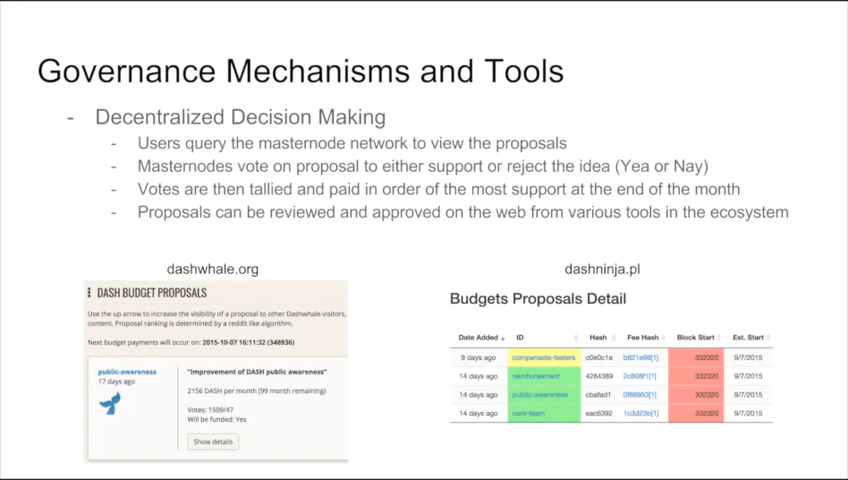 Governance Mechanisms and Tools
- Decentralized Decision Making
- Users query the masternode network to view the proposals
- Masternodes vote on proposal to either support or reject the idea (Yea or Nay)
- Votes are then tallied and paid in order of the most support at the end of the month
- Proposals can be reviewed and approved on the web from various tools in the ecosystem
dashwhale.org
DASH BUDGET PROPOSALS
Use the up arrow to increase the visibility of a proposal to other Dashwhale visitors,
content. Proposal ranking is determined by a reddit like algorithm.
Next budget payments will occur on: 2015-10-07 16:11:32 (348936)
public-awareness
17 days ago
"Improvement of DASH public awareness"
2156 DASH per month (99 month remaining)
Votes: 1509/47
Will be funded: Yes
Show details
dashninja.pl
Budgets Proposals Detail
Date Added ID Hash Fee Hash Block Start Est. Start
9 days ago compensate-testers c0e0c1a b821e98[1] 332320 9/7/2015
14 days ago reimbursement 4264389 2c808f1[1] 332320 9/7/2015
14 days ago public-awareness cbafad1 0f86953[1] 332320 9/7/2015
14 days ago core-team eac6392 1c3d23b[1] 332320 9/7/2015